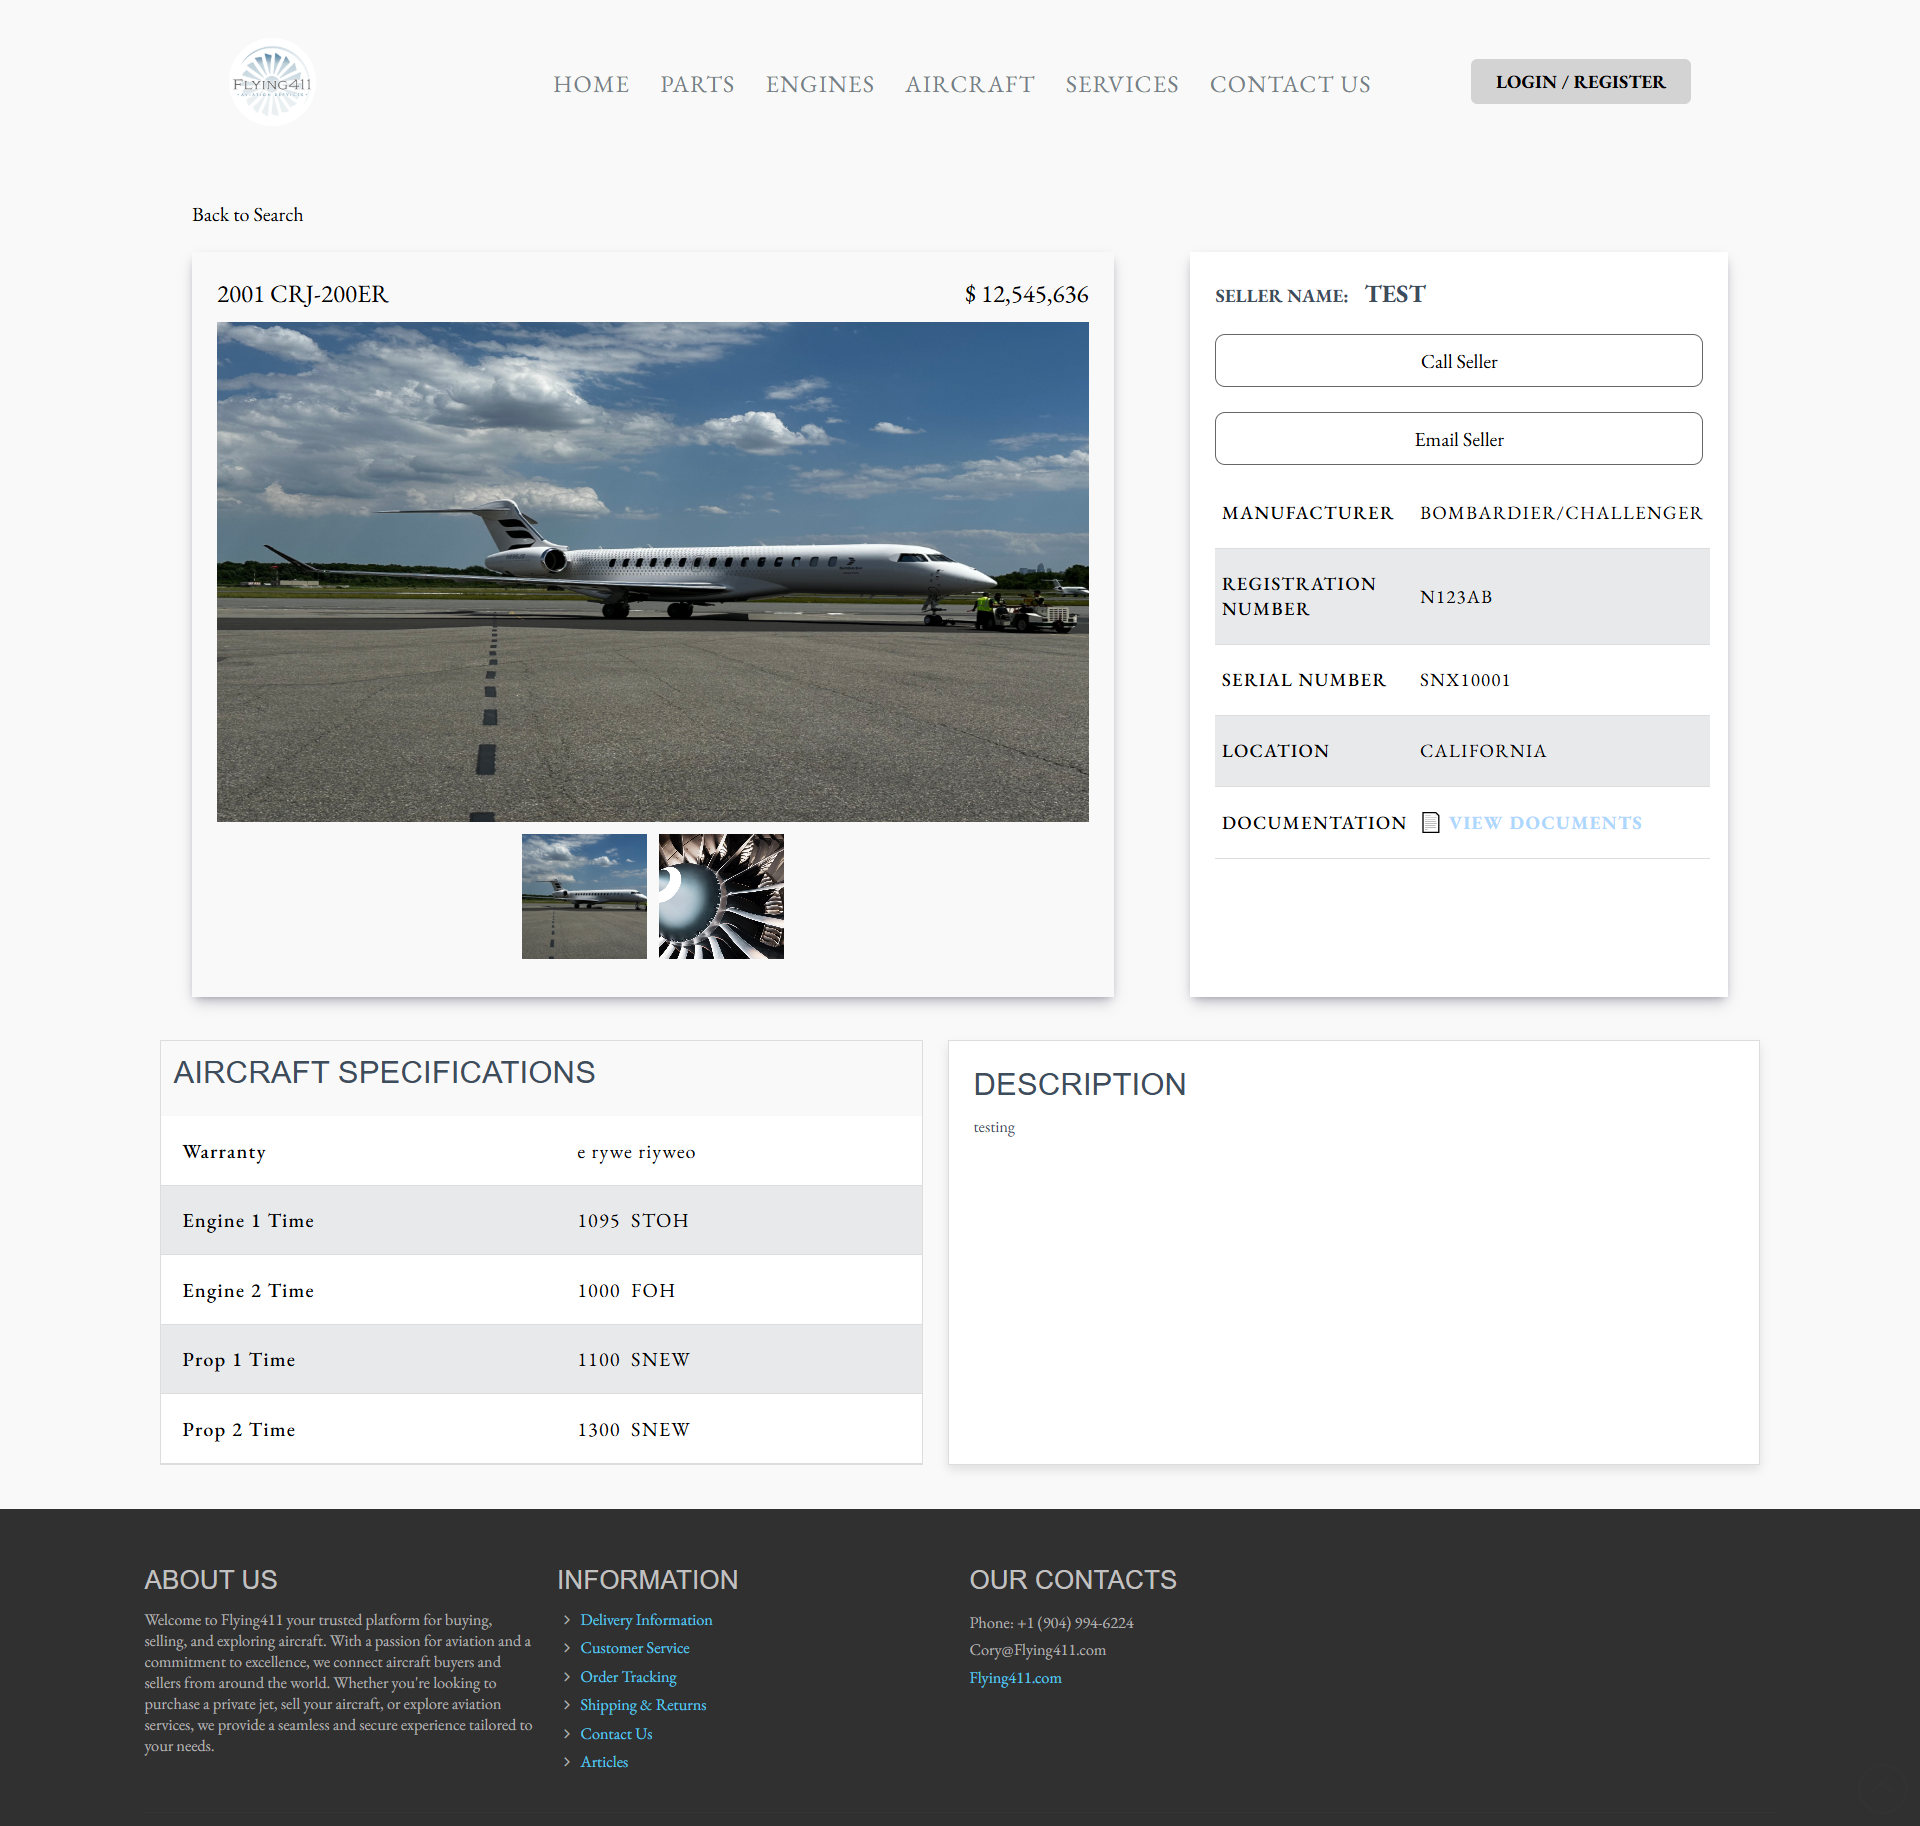 FLYING411
HOME PARTS ENGINES AIRCRAFT SERVICES CONTACT US
LOGIN / REGISTER
Back to Search
2001 CRJ-200ER
$ 12,545,636
SELLER NAME: TEST
Call Seller
Email Seller
MANUFACTURER BOMBARDIER/CHALLENGER
REGISTRATION
NUMBER
N123AB
SERIAL NUMBER SNX10001
LOCATION CALIFORNIA
DOCUMENTATION VIEW DOCUMENTS
AIRCRAFT SPECIFICATIONS
Warranty e rywe riyweo
Engine 1 Time 1095 STOH
Engine 2 Time 1000 FOH
Prop 1 Time 1100 SNEW
Prop 2 Time 1300 SNEW
DESCRIPTION
testing
ABOUT US
Welcome to Flying411 your trusted platform for buying,
selling, and exploring aircraft. With a passion for aviation and a
commitment to excellence, we connect aircraft buyers and
sellers from around the world. Whether you're looking to
purchase a private jet, sell your aircraft, or explore aviation
services, we provide a seamless and secure experience tailored to
your needs.
INFORMATION
Delivery Information
Customer Service
Order Tracking
Shipping & Returns
Contact Us
Articles
OUR CONTACTS
Phone: +1 (904) 994-6224
Cory@Flying411.com
Flying411.com